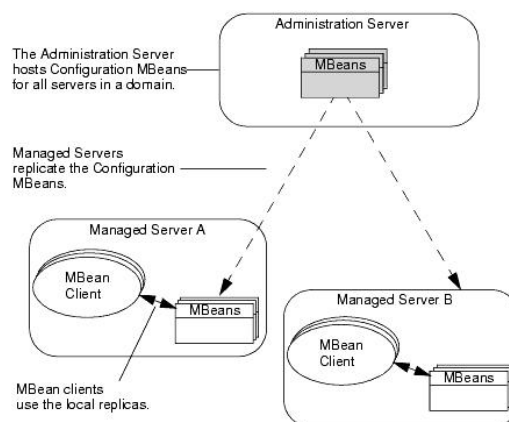 Administration Server
The Administration Server
hosts Configuration MBeans
for all servers in a domain.
MBeans
Managed Servers
replicate the Configuration
MBeans.
Managed Server A
MBean
Client
MBeans
Managed Server B
MBean
Client
MBeans
MBean clients
use the local replicas.